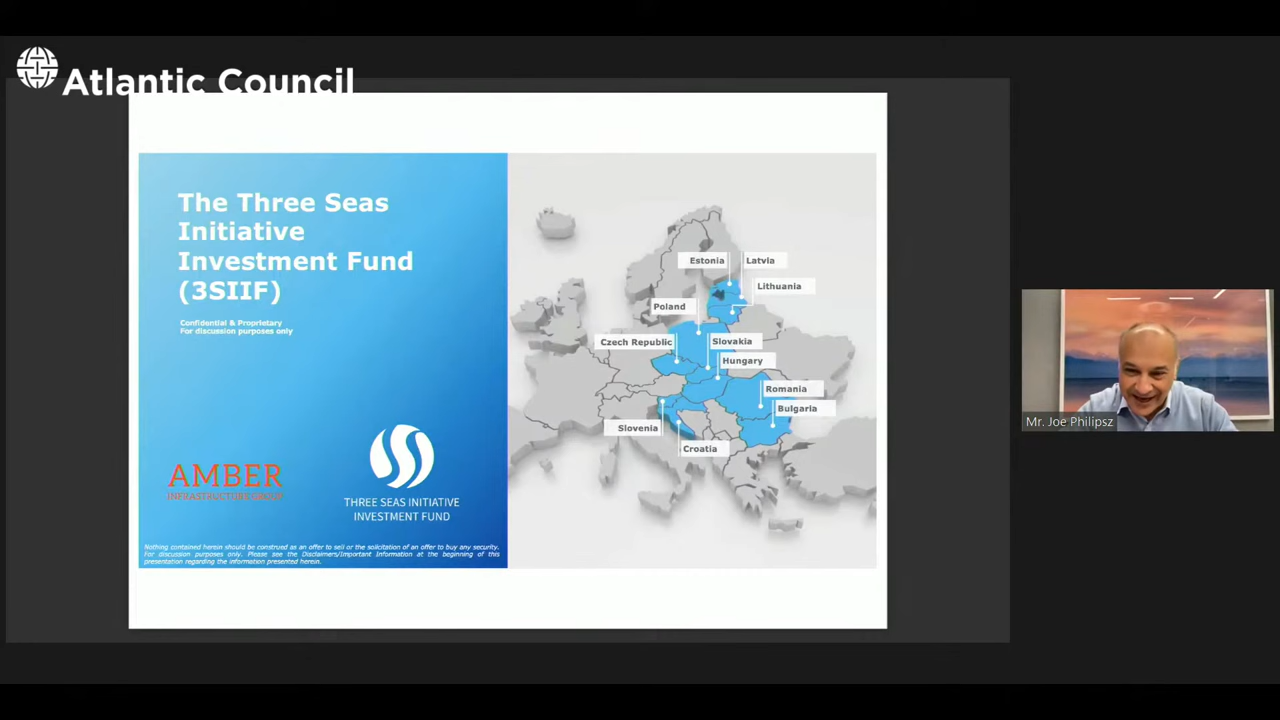 Atlantic Council
The Three Seas
Initiative
Investment Fund
(3SIIF)
Confidential & Proprietary
For discussion purposes only
AMBER
INFRASTRUCTURE GROUP
THREE SEAS INITIATIVE
INVESTMENT FUND
Nothing contained herein should be construed as an offer to sell or the solicitation of an offer to buy any security.
For discussion purposes only. Please see the Disclaimers/Important Information at the beginning of this
presentation regarding the information presented herein.
Estonia
Latvia
Lithuania
Poland
Czech Republic
Slovakia
Hungary
Romania
Bulgaria
Slovenia
Croatia
Mr. Joe Philipsz